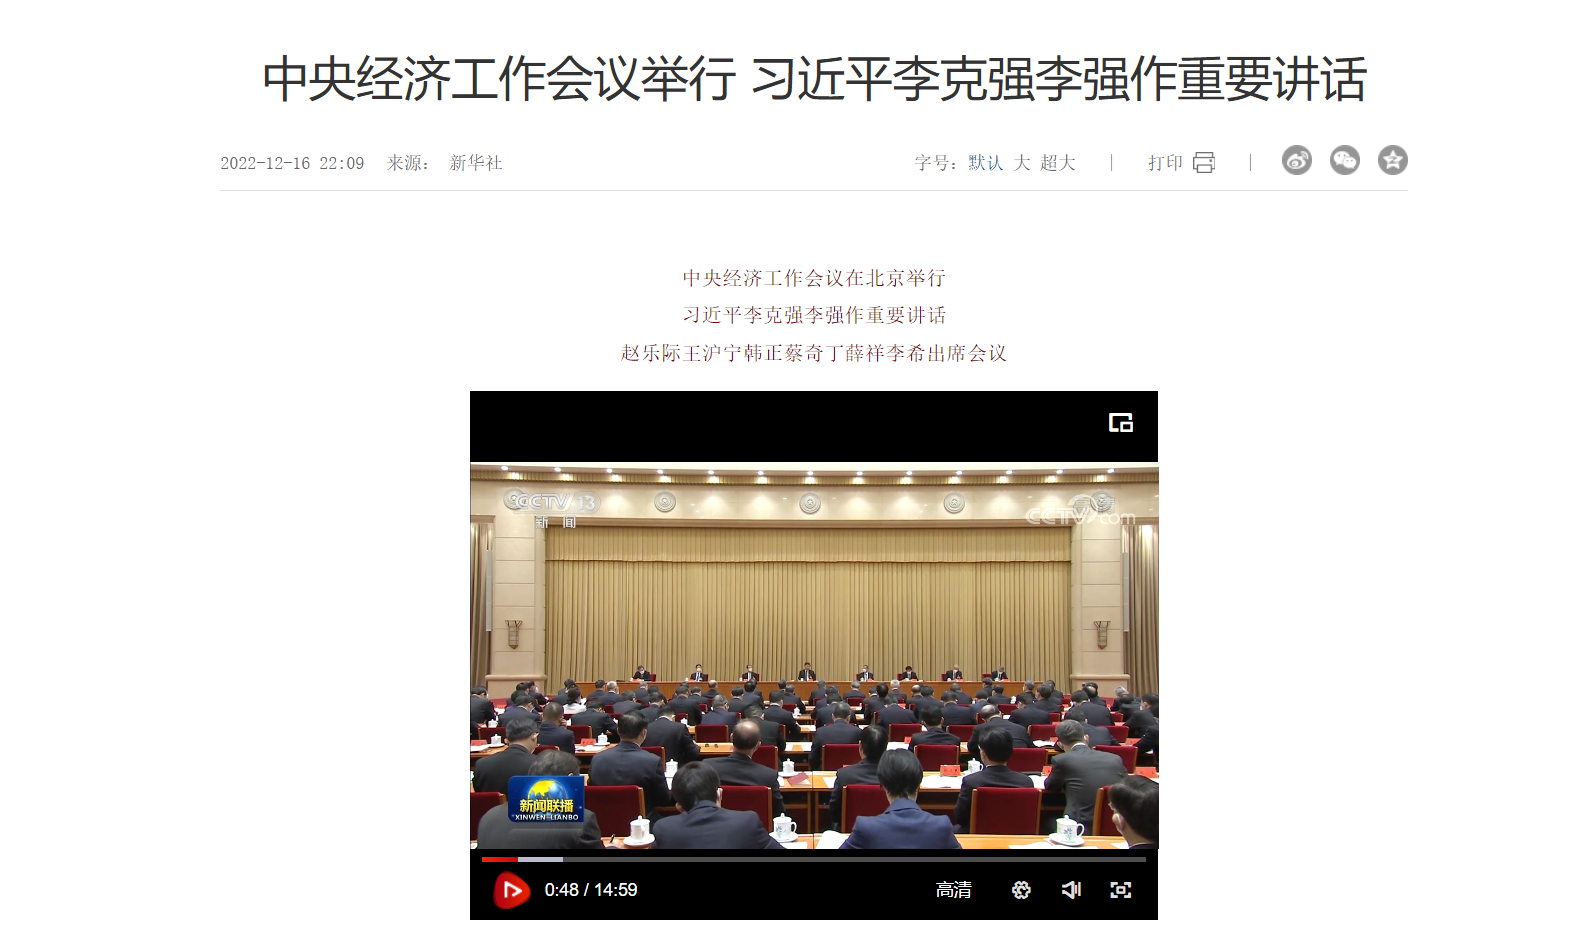 中央经济工作会议举行 习近平李克强李强作重要讲话
2022-12-16 22:09 来源： 新华社
字号：默认 大 超大 | 打印 |
中央经济工作会议在北京举行
习近平李克强李强作重要讲话
赵乐际王沪宁韩正蔡奇丁薛祥李希出席会议
CCTV 13
新闻
CCTV.com
新闻联播
XINWEN LIANBO
0:48 / 14:59
高清